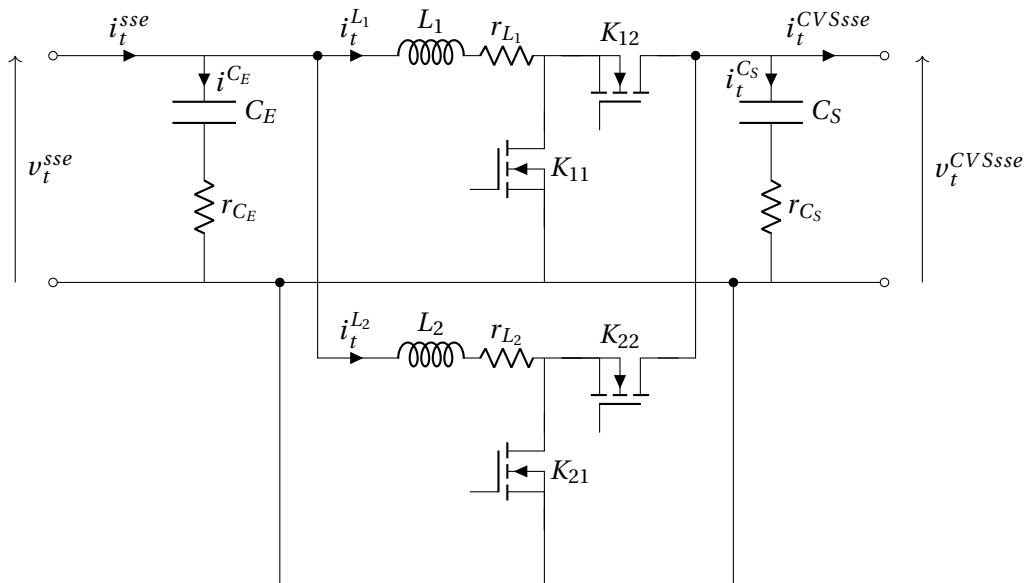 i_t^{sse} i_t^{L_1} L_1 r_{L_1} K_{12} i_t^{CVSsse}
i^{C_E} i_t^{C_S}
C_E C_S
v_t^{sse} K_{11} v_t^{CVSsse}
r_{C_E} r_{C_S}
i_t^{L_2} L_2 r_{L_2} K_{22}
K_{21}